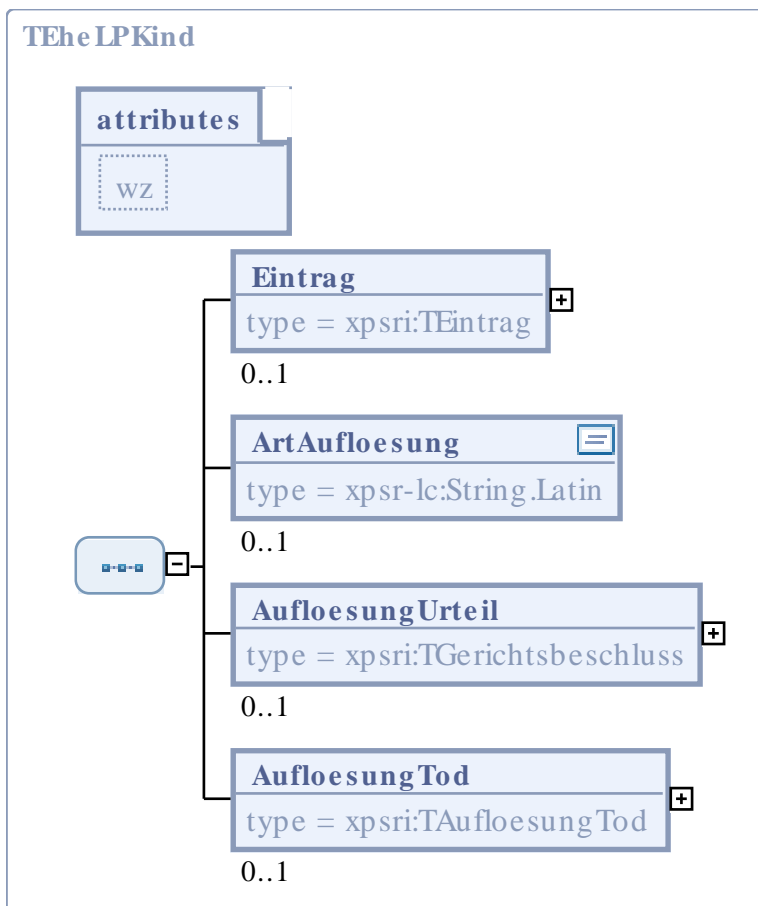 TEheLPKind
attributes
wz
Eintrag
type = xpsri:TEintrag
0..1
ArtAufloesung
type = xpsr-lc:String.Latin
0..1
AufloesungUrteil
type = xpsri:TGerichtsbeschluss
0..1
AufloesungTod
type = xpsri:TAufloesungTod
0..1